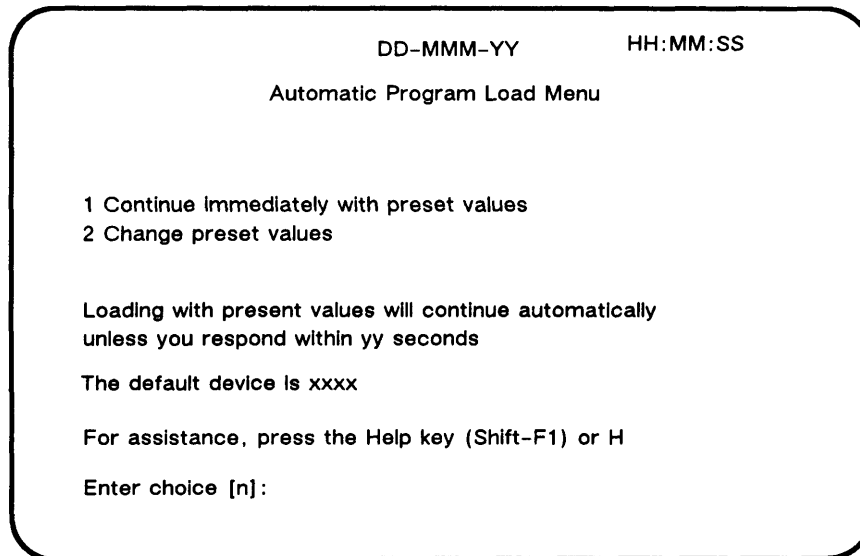 DD-MMM-YY HH:MM:SS
Automatic Program Load Menu
1 Continue immediately with preset values
2 Change preset values
Loading with present values will continue automatically
unless you respond within yy seconds
The default device is xxxx
For assistance, press the Help key (Shift-F1) or H
Enter choice [n]: